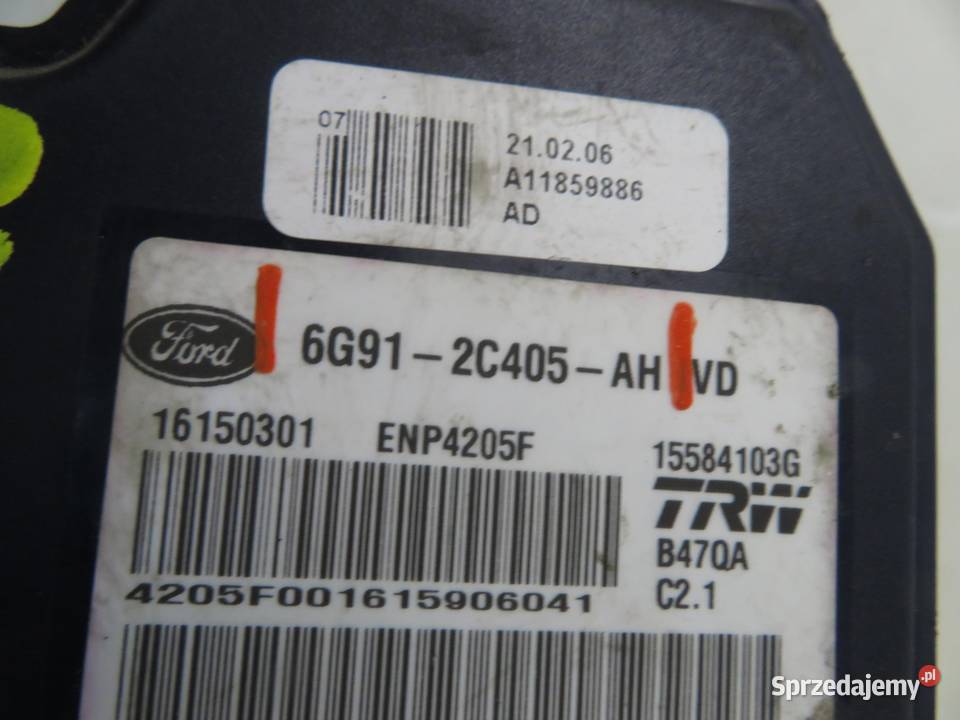 07
21.02.06
A11859886
AD
Ford 6G91-2C405-AH VD
16150301 ENP4205F 15584103G
TRW
B47QA
C2.1
4205F001615906041
Sprzedajemy.pl